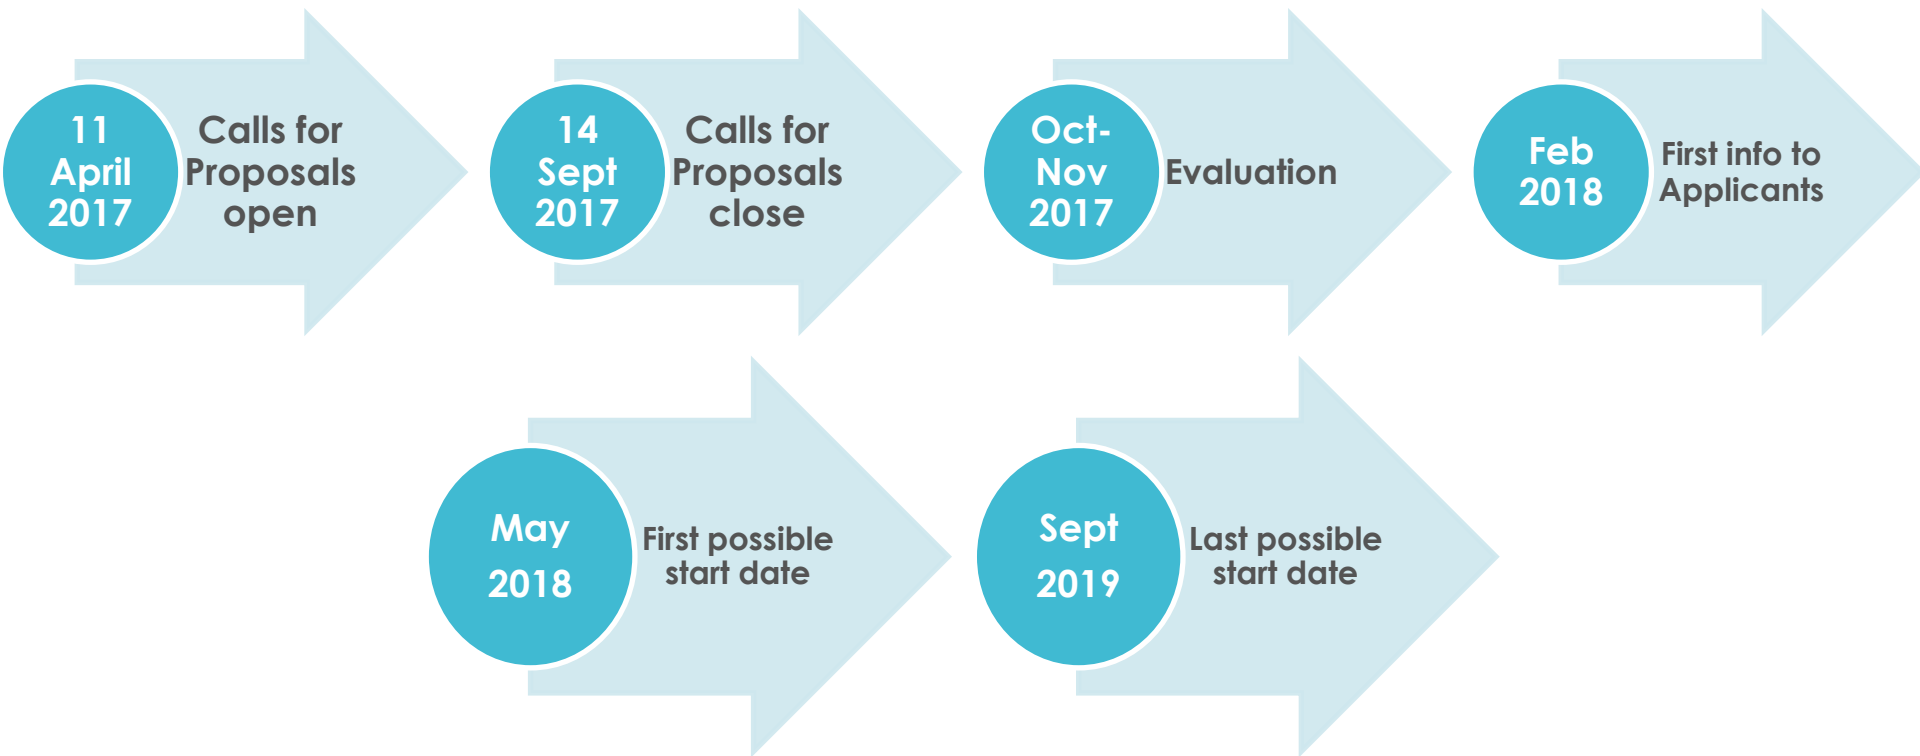 11
April
2017
Calls for
Proposals
open
14
Sept
2017
Calls for
Proposals
close
Oct-
Nov
2017
Evaluation
Feb
2018
First info to
Applicants
May
2018
First possible
start date
Sept
2019
Last possible
start date